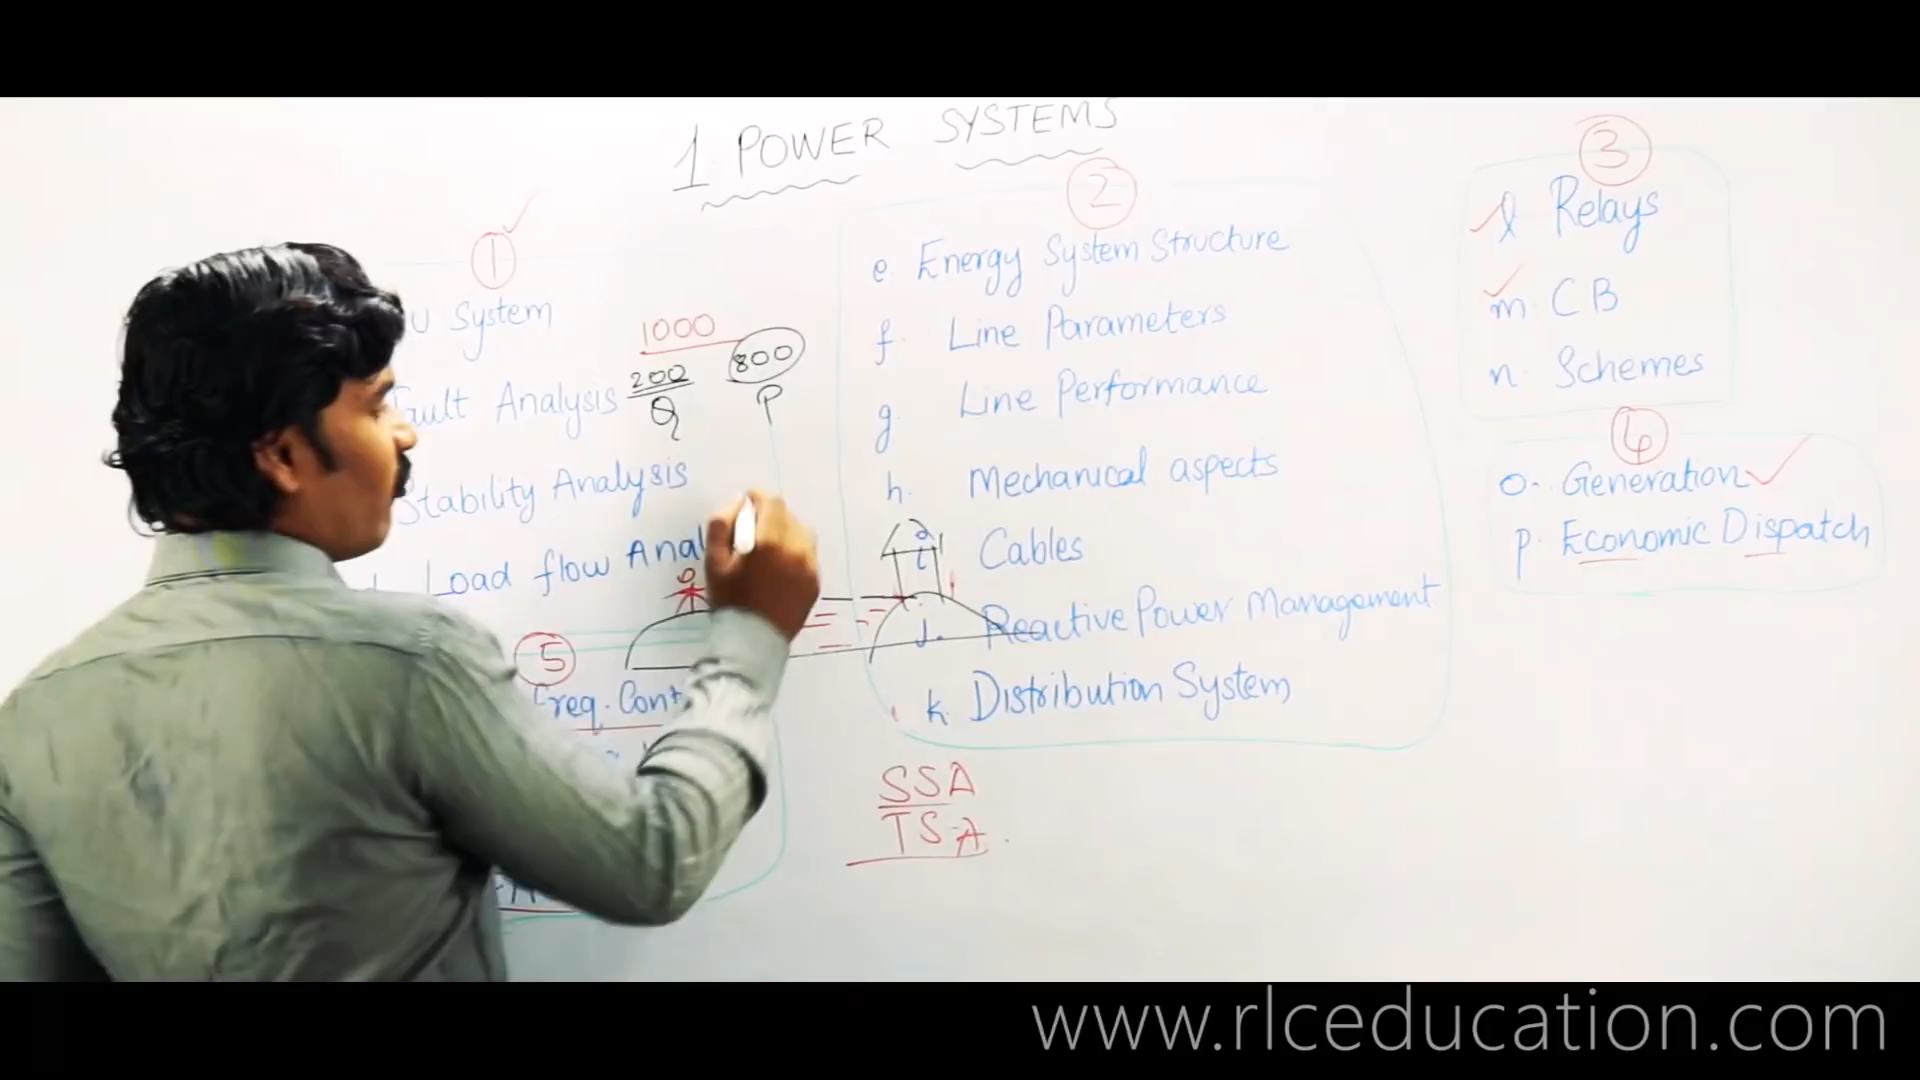 1 POWER SYSTEMS
1
U System
Fault Analysis
Stability Analysis
Load flow Anal
1000
200 800
Q P
5
Freq. Cont
2
e. Energy System Structure
f. Line Parameters
g. Line Performance
h. Mechanical aspects
Cables
j. Reactive Power Management
k. Distribution System
SSA
TSA
3
l Relays
m. CB
n. Schemes
4
o. Generation
p. Economic Dispatch
www.rlceducation.com